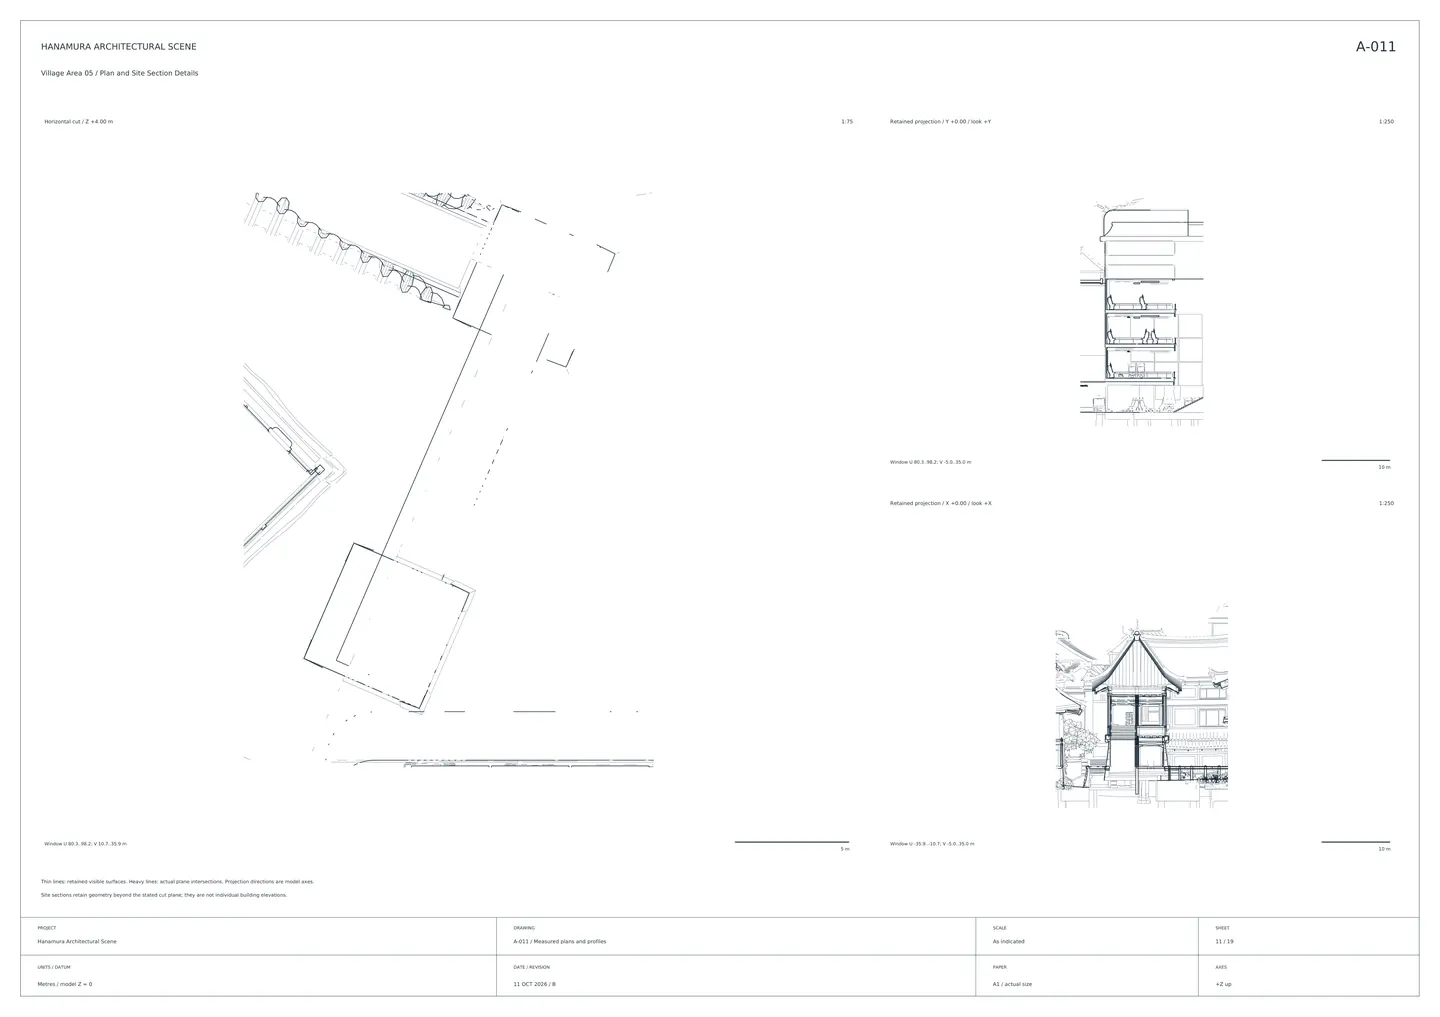 HANAMURA ARCHITECTURAL SCENE
A-011
Village Area 05 / Plan and Site Section Details
Horizontal cut / Z +4.00 m
1:75
Retained projection / Y +0.00 / look +Y
1:250
Window U 80.3..98.2; V -5.0..35.0 m
10 m
Retained projection / X +0.00 / look +X
1:250
Window U 80.3..98.2; V 10.7..35.9 m
5 m
Window U -35.9..-10.7; V -5.0..35.0 m
10 m
Thin lines: retained visible surfaces. Heavy lines: actual plane intersections. Projection directions are model axes.
Site sections retain geometry beyond the stated cut plane; they are not individual building elevations.
PROJECT
Hanamura Architectural Scene
DRAWING
A-011 / Measured plans and profiles
SCALE
As indicated
SHEET
11 / 19
UNITS / DATUM
Metres / model Z = 0
DATE / REVISION
11 OCT 2026 / B
PAPER
A1 / actual size
AXES
+Z up